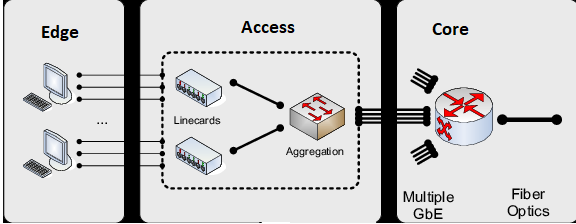 Edge
Access
Core
...
Linecards
Aggregation
Multiple
GbE
Fiber
Optics